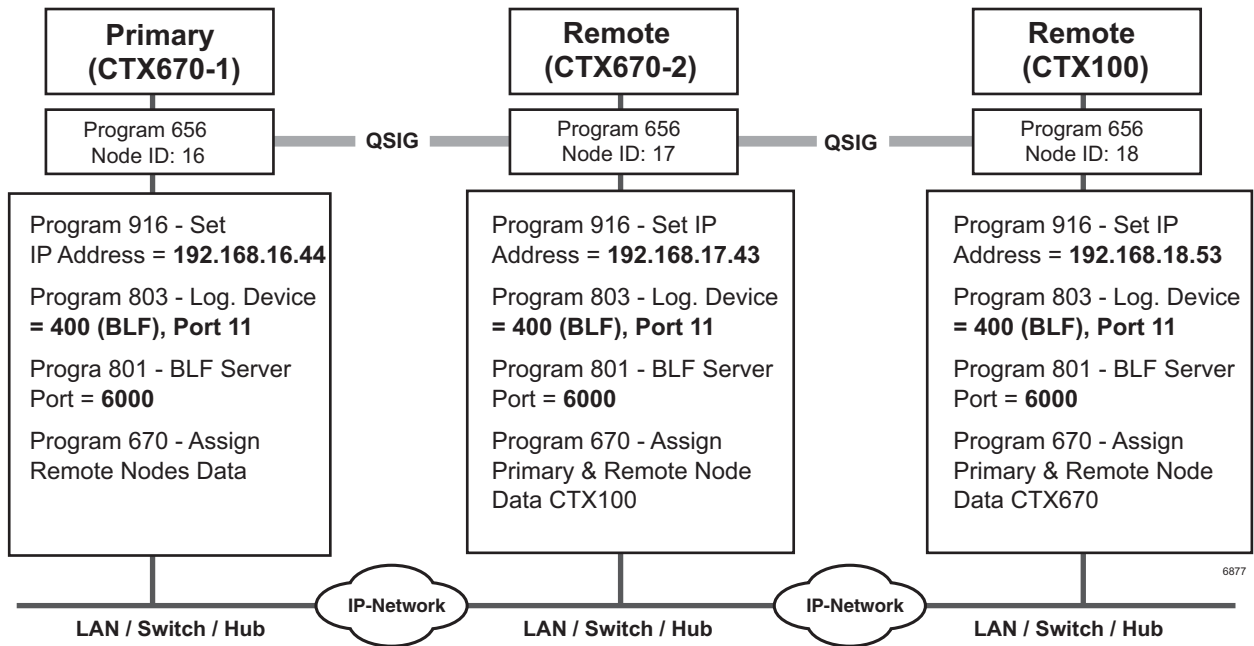 Primary
(CTX670-1)
Program 656
Node ID: 16
Program 916 - Set
IP Address = 192.168.16.44
Program 803 - Log. Device
= 400 (BLF), Port 11
Progra 801 - BLF Server
Port = 6000
Program 670 - Assign
Remote Nodes Data
QSIG
Remote
(CTX670-2)
Program 656
Node ID: 17
Program 916 - Set IP
Address = 192.168.17.43
Program 803 - Log. Device
= 400 (BLF), Port 11
Program 801 - BLF Server
Port = 6000
Program 670 - Assign
Primary & Remote Node
Data CTX100
QSIG
Remote
(CTX100)
Program 656
Node ID: 18
Program 916 - Set IP
Address = 192.168.18.53
Program 803 - Log. Device
= 400 (BLF), Port 11
Program 801 - BLF Server
Port = 6000
Program 670 - Assign
Primary & Remote Node
Data CTX670
6877
IP-Network
IP-Network
LAN / Switch / Hub
LAN / Switch / Hub
LAN / Switch / Hub